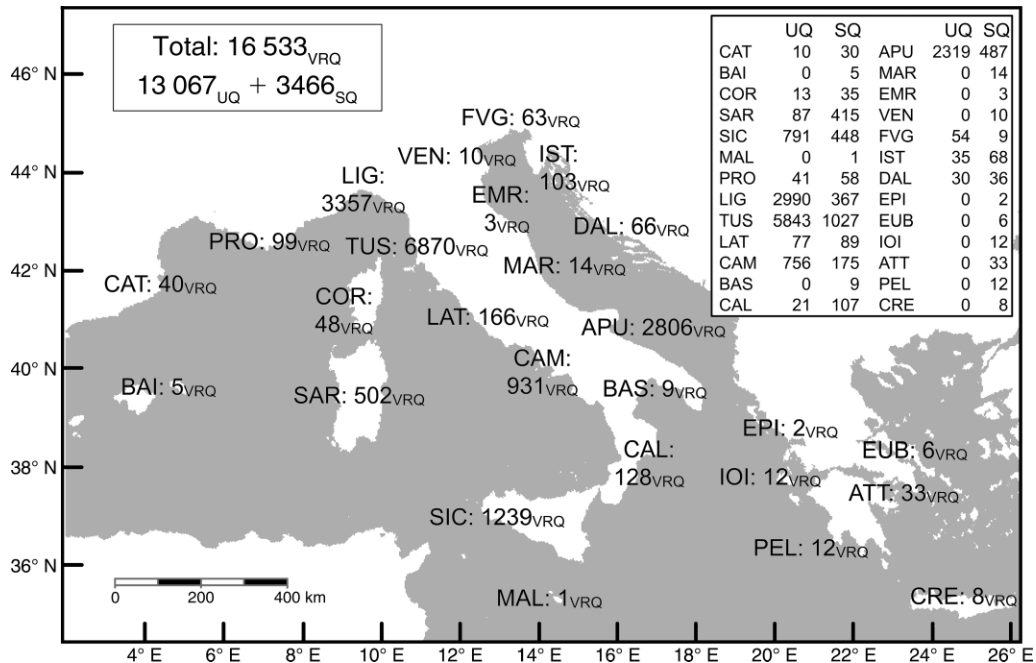 Total: 16 533VRQ
13 067UQ + 3466SQ
UQ SQ UQ SQ
CAT 10 30 APU 2319 487
BAI 0 5 MAR 0 14
COR 13 35 EMR 0 3
SAR 87 415 VEN 0 10
SIC 791 448 FVG 54 9
MAL 0 1 IST 35 68
PRO 41 58 DAL 30 36
LIG 2990 367 EPI 0 2
TUS 5843 1027 EUB 0 6
LAT 77 89 IOI 0 12
CAM 756 175 ATT 0 33
BAS 0 9 PEL 0 12
CAL 21 107 CRE 0 8
46° N
44° N
42° N
40° N
38° N
36° N
FVG: 63VRQ
VEN: 10VRQ
IST:
103VRQ
LIG:
3357VRQ
EMR:
3VRQ
DAL: 66VRQ
PRO: 99VRQ
TUS: 6870VRQ
MAR: 14VRQ
CAT: 40VRQ
COR:
48VRQ
LAT: 166VRQ
APU: 2806VRQ
CAM:
931VRQ
BAI: 5VRQ
SAR: 502VRQ
BAS: 9VRQ
EPI: 2VRQ
CAL:
128VRQ
EUB: 6VRQ
IOI: 12VRQ
ATT: 33VRQ
SIC: 1239VRQ
PEL: 12VRQ
MAL: 1VRQ
CRE: 8VRQ
0 200 400 km
4° E 6° E 8° E 10° E 12° E 14° E 16° E 18° E 20° E 22° E 24° E 26° E